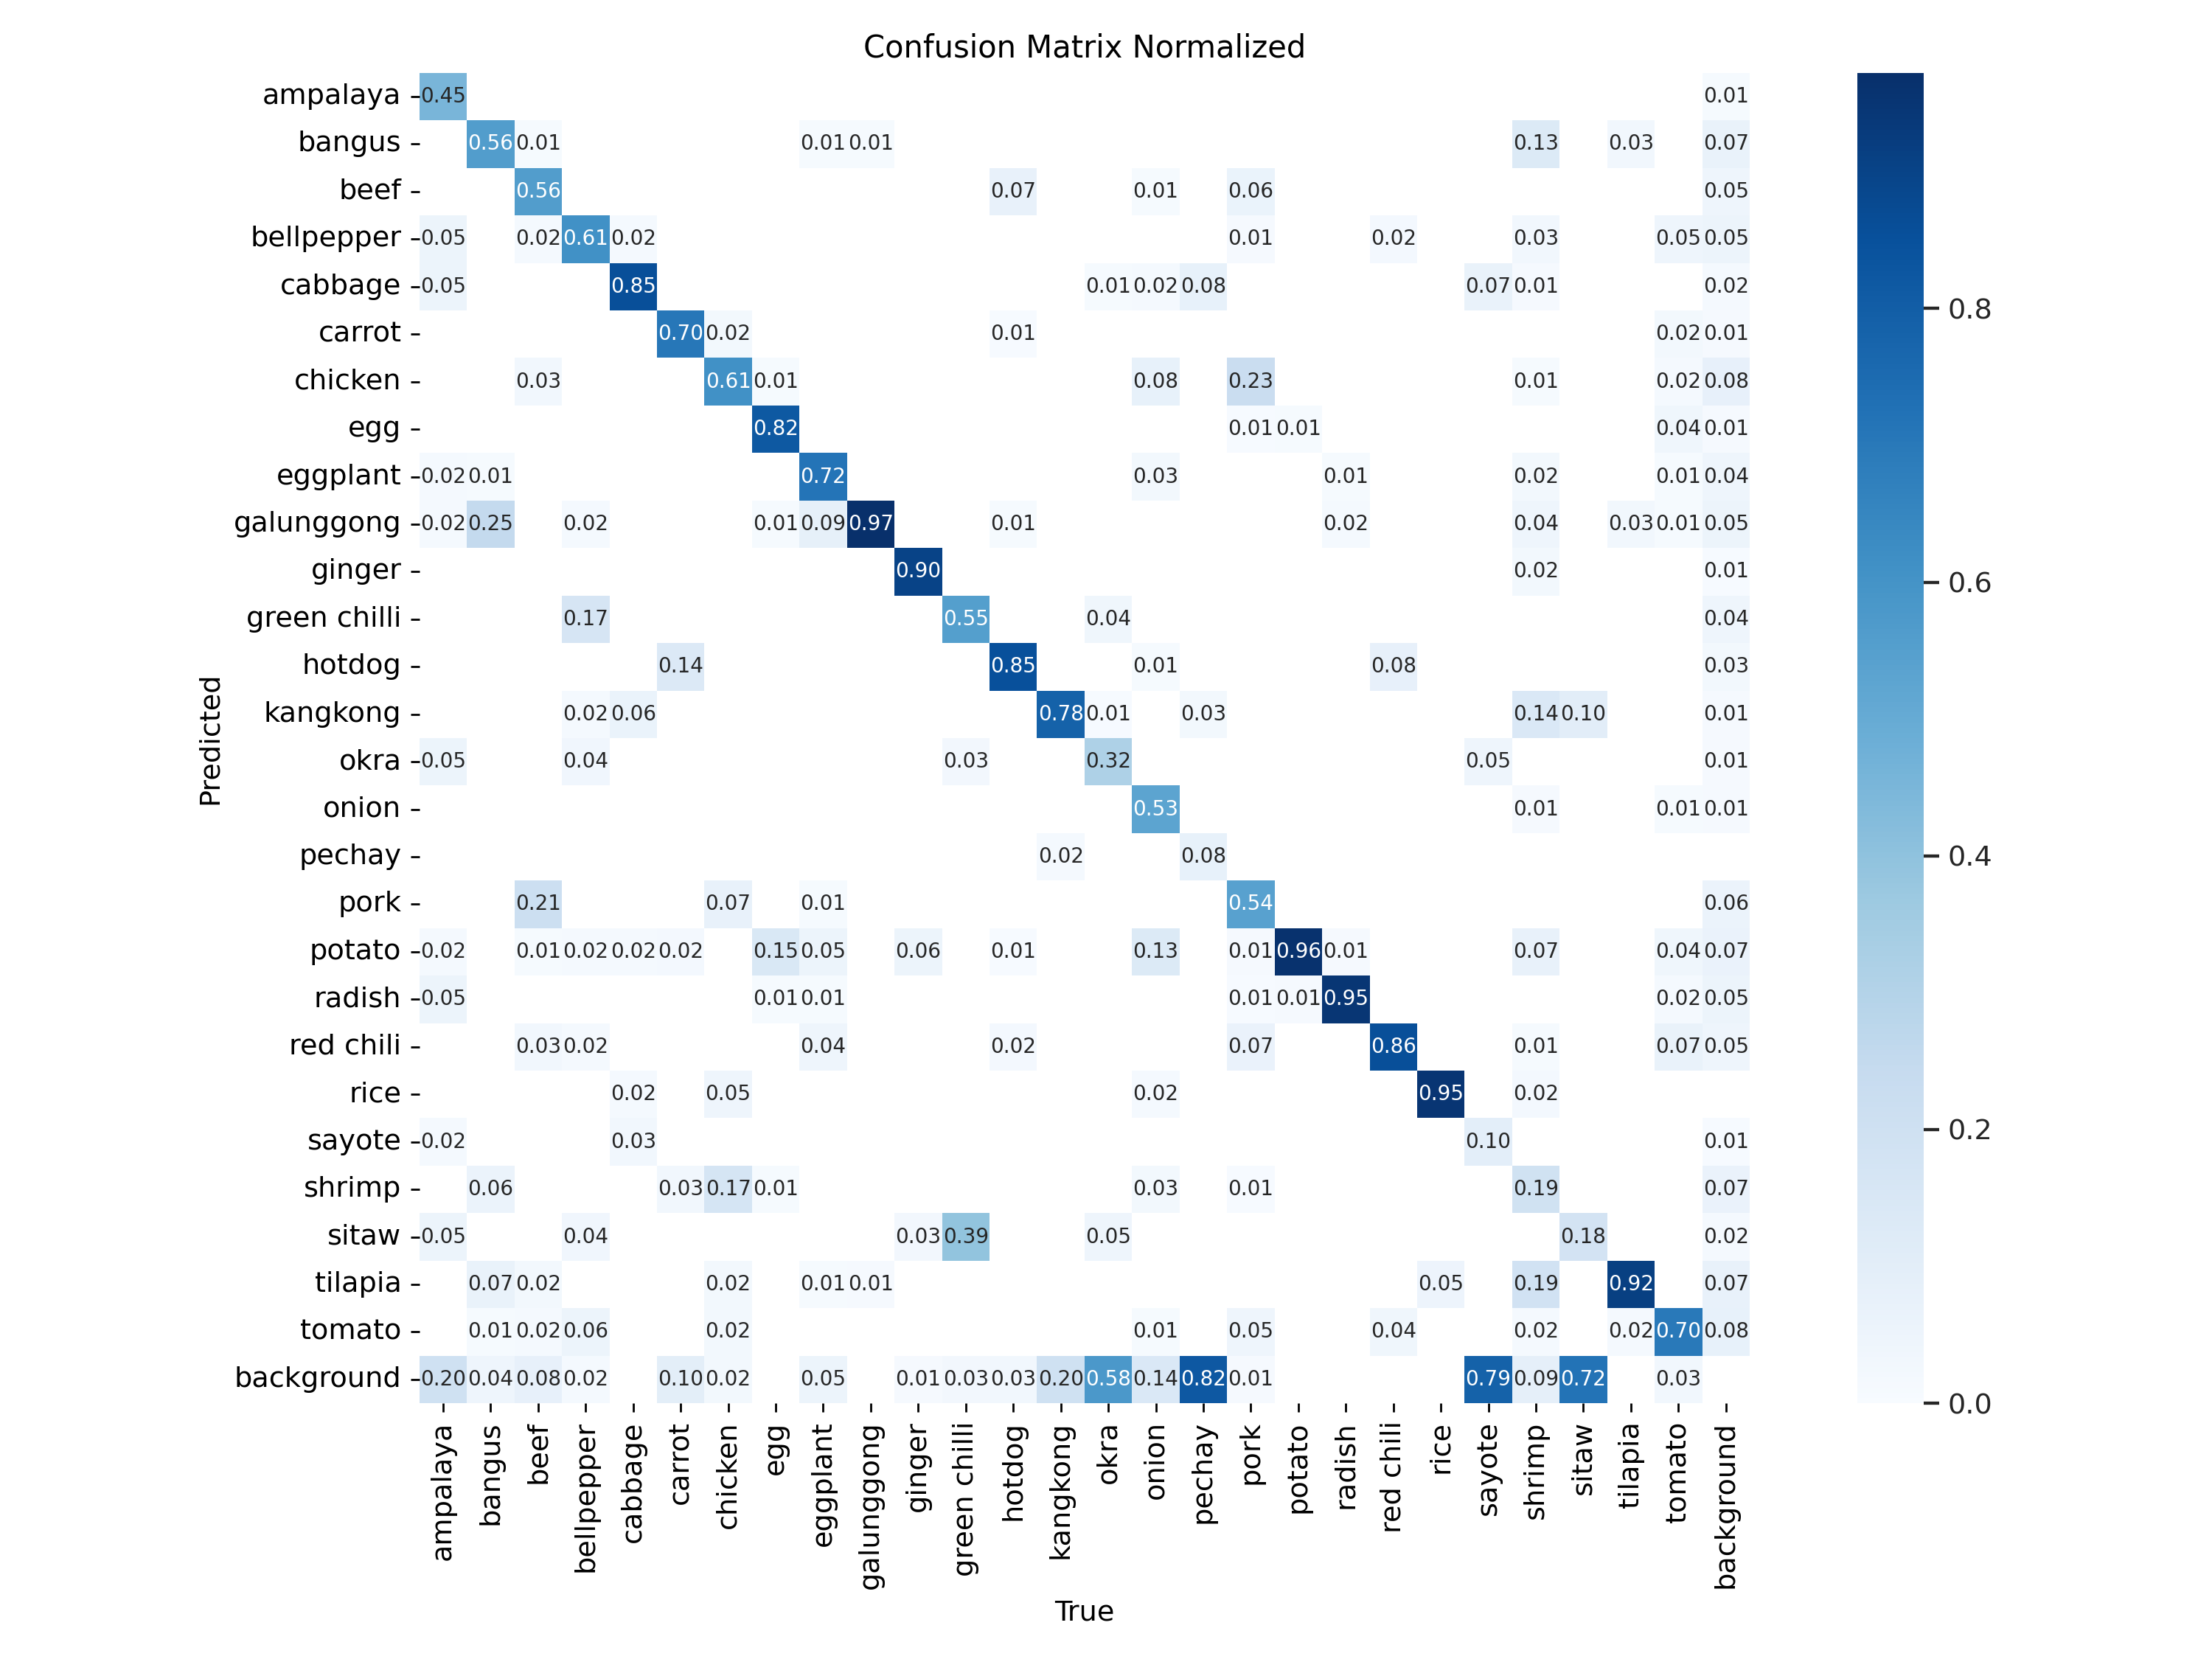 Confusion Matrix Normalized
ampalaya 0.45 0.01
bangus 0.56 0.01 0.01 0.01 0.13 0.03 0.07
beef 0.56 0.07 0.01 0.06 0.05
bellpepper 0.05 0.02 0.61 0.02 0.01 0.02 0.03 0.05 0.05
cabbage 0.05 0.85 0.01 0.02 0.08 0.07 0.01 0.02
carrot 0.70 0.02 0.01 0.02 0.01
0.8
chicken 0.03 0.61 0.01 0.08 0.23 0.01 0.02 0.08
egg 0.82 0.01 0.01 0.04 0.01
eggplant 0.02 0.01 0.72 0.03 0.01 0.02 0.01 0.04
galunggong 0.02 0.25 0.02 0.01 0.09 0.97 0.01 0.02 0.04 0.03 0.01 0.05
ginger 0.90 0.02 0.01
0.6
green chilli 0.17 0.55 0.04 0.04
hotdog 0.14 0.85 0.01 0.08 0.03
kangkong 0.02 0.06 0.78 0.01 0.03 0.14 0.10 0.01
Predicted
okra 0.05 0.04 0.03 0.32 0.05 0.01
onion 0.53 0.01 0.01 0.01
pechay 0.02 0.08
0.4
pork 0.21 0.07 0.01 0.54 0.06
potato 0.02 0.01 0.02 0.02 0.02 0.15 0.05 0.06 0.01 0.13 0.01 0.96 0.01 0.07 0.04 0.07
radish 0.05 0.01 0.01 0.01 0.01 0.95 0.02 0.05
red chili 0.03 0.02 0.04 0.02 0.07 0.86 0.01 0.07 0.05
rice 0.02 0.05 0.02 0.95 0.02
0.2
sayote 0.02 0.03 0.10 0.01
shrimp 0.06 0.03 0.17 0.01 0.03 0.01 0.19 0.07
sitaw 0.05 0.04 0.03 0.39 0.05 0.18 0.02
tilapia 0.07 0.02 0.02 0.01 0.01 0.05 0.19 0.92 0.07
tomato 0.01 0.02 0.06 0.02 0.01 0.05 0.04 0.02 0.02 0.70 0.08
background 0.20 0.04 0.08 0.02 0.10 0.02 0.05 0.01 0.03 0.03 0.20 0.58 0.14 0.82 0.01 0.79 0.09 0.72 0.03
0.0
ampalaya bangus beef bellpepper cabbage carrot chicken egg eggplant galunggong ginger green chilli hotdog kangkong okra onion pechay pork potato radish red chili rice sayote shrimp sitaw tilapia tomato background
True